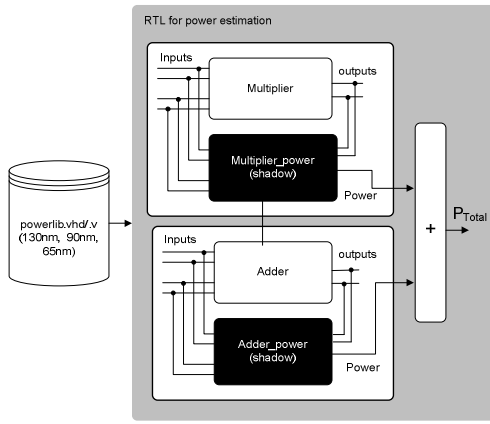 RTL for power estimation
Inputs
outputs
Multiplier
Multiplier_power
(shadow)
Power
powerlib.vhd/.v
(130nm, 90nm,
65nm)
+
PTotal
Inputs
outputs
Adder
Adder_power
(shadow)
Power